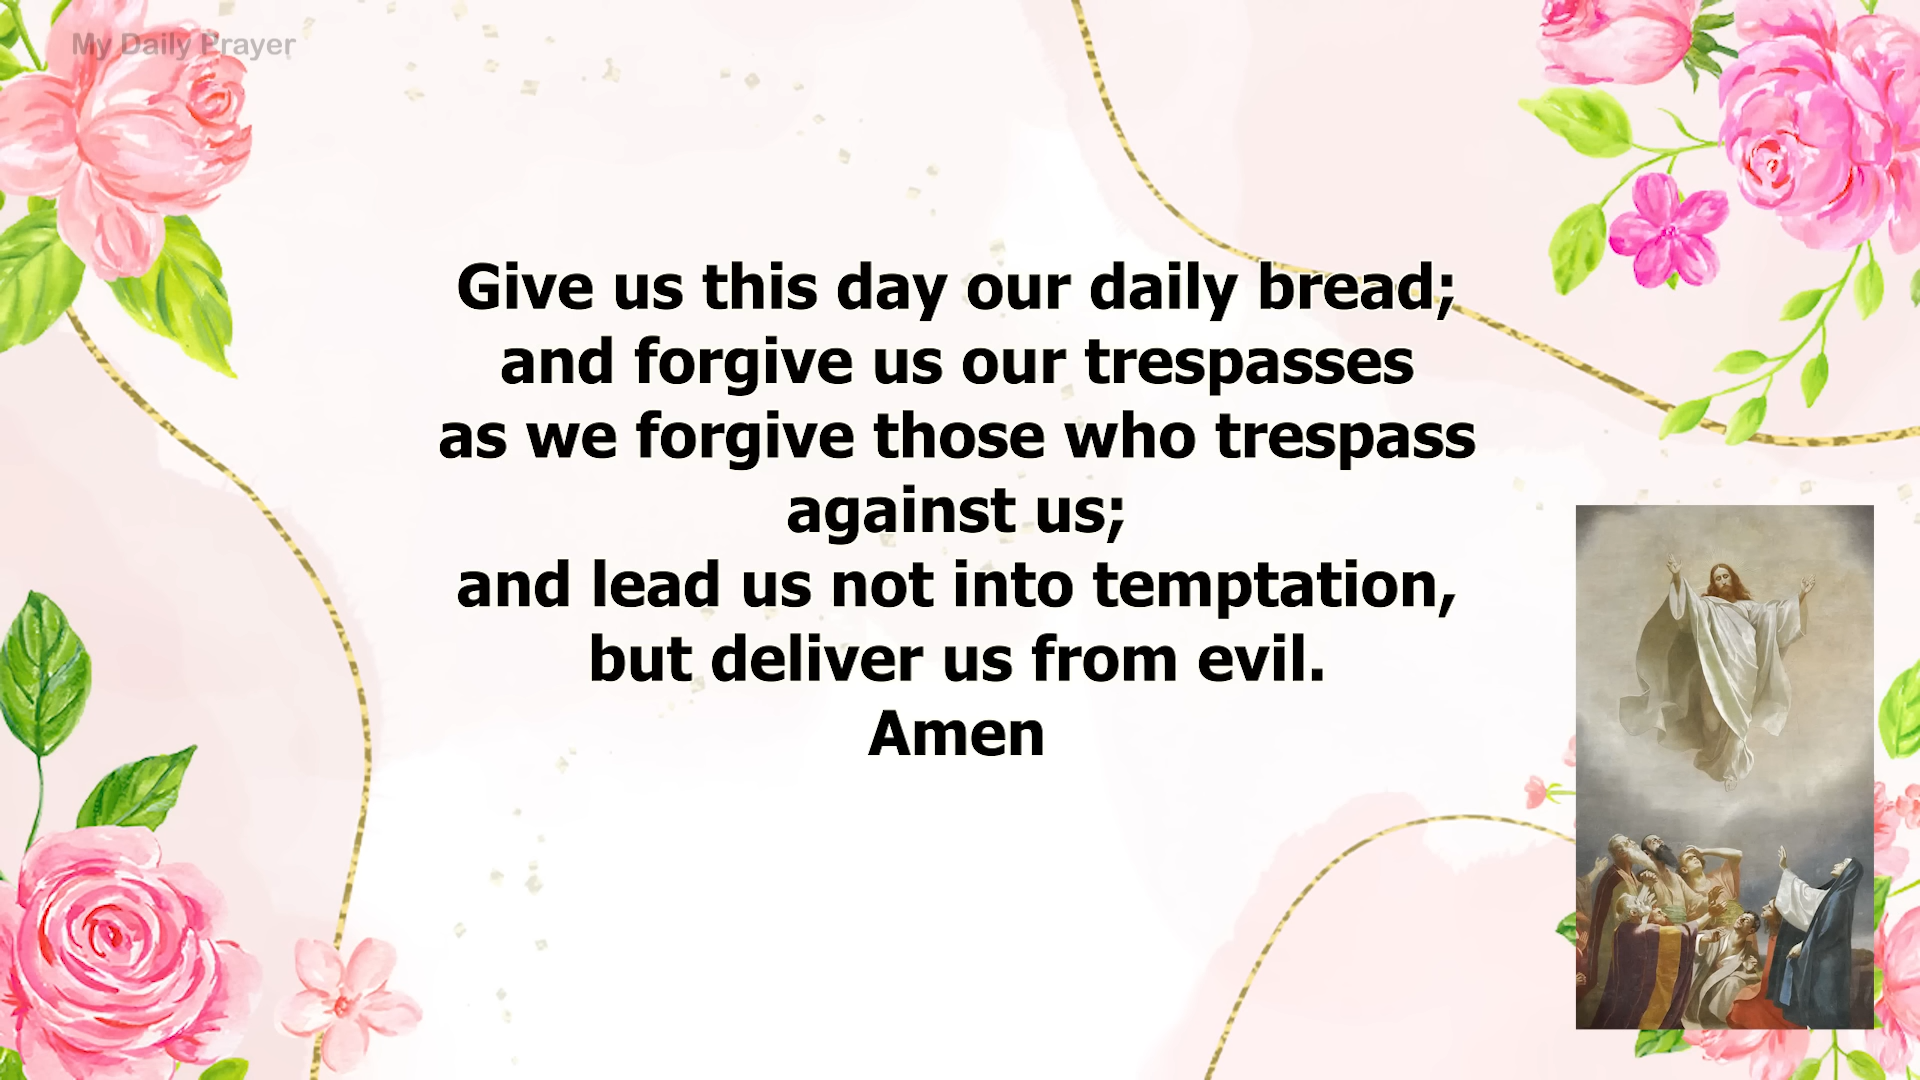 My Daily Prayer
Give us this day our daily bread;
and forgive us our trespasses
as we forgive those who trespass
against us;
and lead us not into temptation,
but deliver us from evil.
Amen